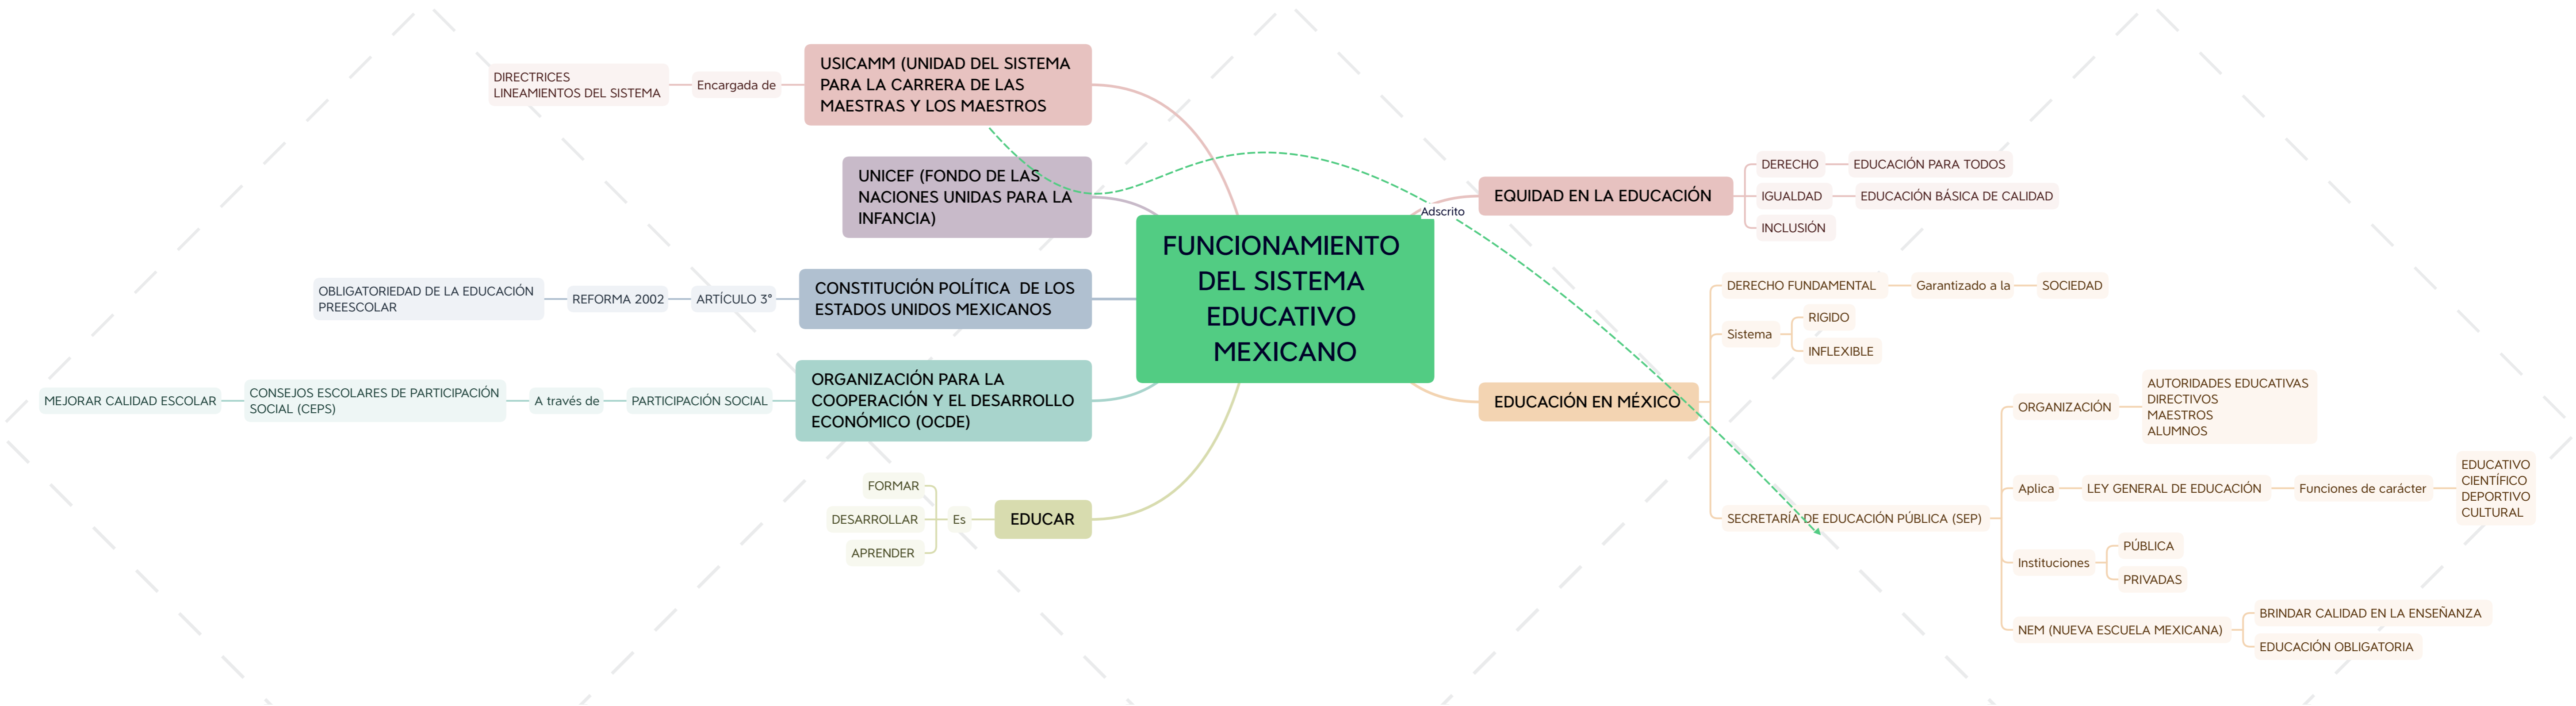 USICAMM (UNIDAD DEL SISTEMA
PARA LA CARRERA DE LAS
MAESTRAS Y LOS MAESTROS
Encargada de
DIRECTRICES
LINEAMIENTOS DEL SISTEMA
UNICEF (FONDO DE LAS
NACIONES UNIDAS PARA LA
INFANCIA)
CONSTITUCIÓN POLÍTICA DE LOS
ESTADOS UNIDOS MEXICANOS
ARTÍCULO 3°
REFORMA 2002
OBLIGATORIEDAD DE LA EDUCACIÓN
PREESCOLAR
ORGANIZACIÓN PARA LA
COOPERACIÓN Y EL DESARROLLO
ECONÓMICO (OCDE)
PARTICIPACIÓN SOCIAL
A través de
CONSEJOS ESCOLARES DE PARTICIPACIÓN
SOCIAL (CEPS)
MEJORAR CALIDAD ESCOLAR
EDUCAR
Es
FORMAR
DESARROLLAR
APRENDER
FUNCIONAMIENTO
DEL SISTEMA
EDUCATIVO
MEXICANO
Adscrito
EQUIDAD EN LA EDUCACIÓN
DERECHO
EDUCACIÓN PARA TODOS
IGUALDAD
EDUCACIÓN BÁSICA DE CALIDAD
INCLUSIÓN
EDUCACIÓN EN MÉXICO
DERECHO FUNDAMENTAL
Garantizado a la
SOCIEDAD
Sistema
RIGIDO
INFLEXIBLE
SECRETARÍA DE EDUCACIÓN PÚBLICA (SEP)
ORGANIZACIÓN
AUTORIDADES EDUCATIVAS
DIRECTIVOS
MAESTROS
ALUMNOS
Aplica
LEY GENERAL DE EDUCACIÓN
Funciones de carácter
EDUCATIVO
CIENTÍFICO
DEPORTIVO
CULTURAL
Instituciones
PÚBLICA
PRIVADAS
NEM (NUEVA ESCUELA MEXICANA)
BRINDAR CALIDAD EN LA ENSEÑANZA
EDUCACIÓN OBLIGATORIA